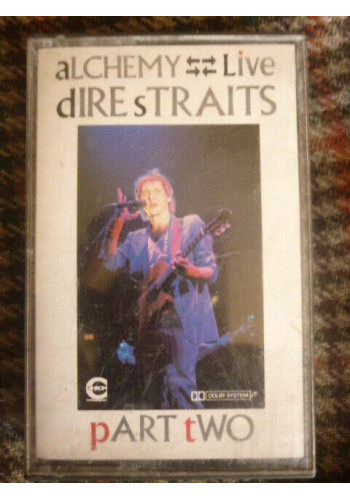 aLCHEMY Live
dIRE sTRAITS
DOLBY SYSTEM
pART tWO